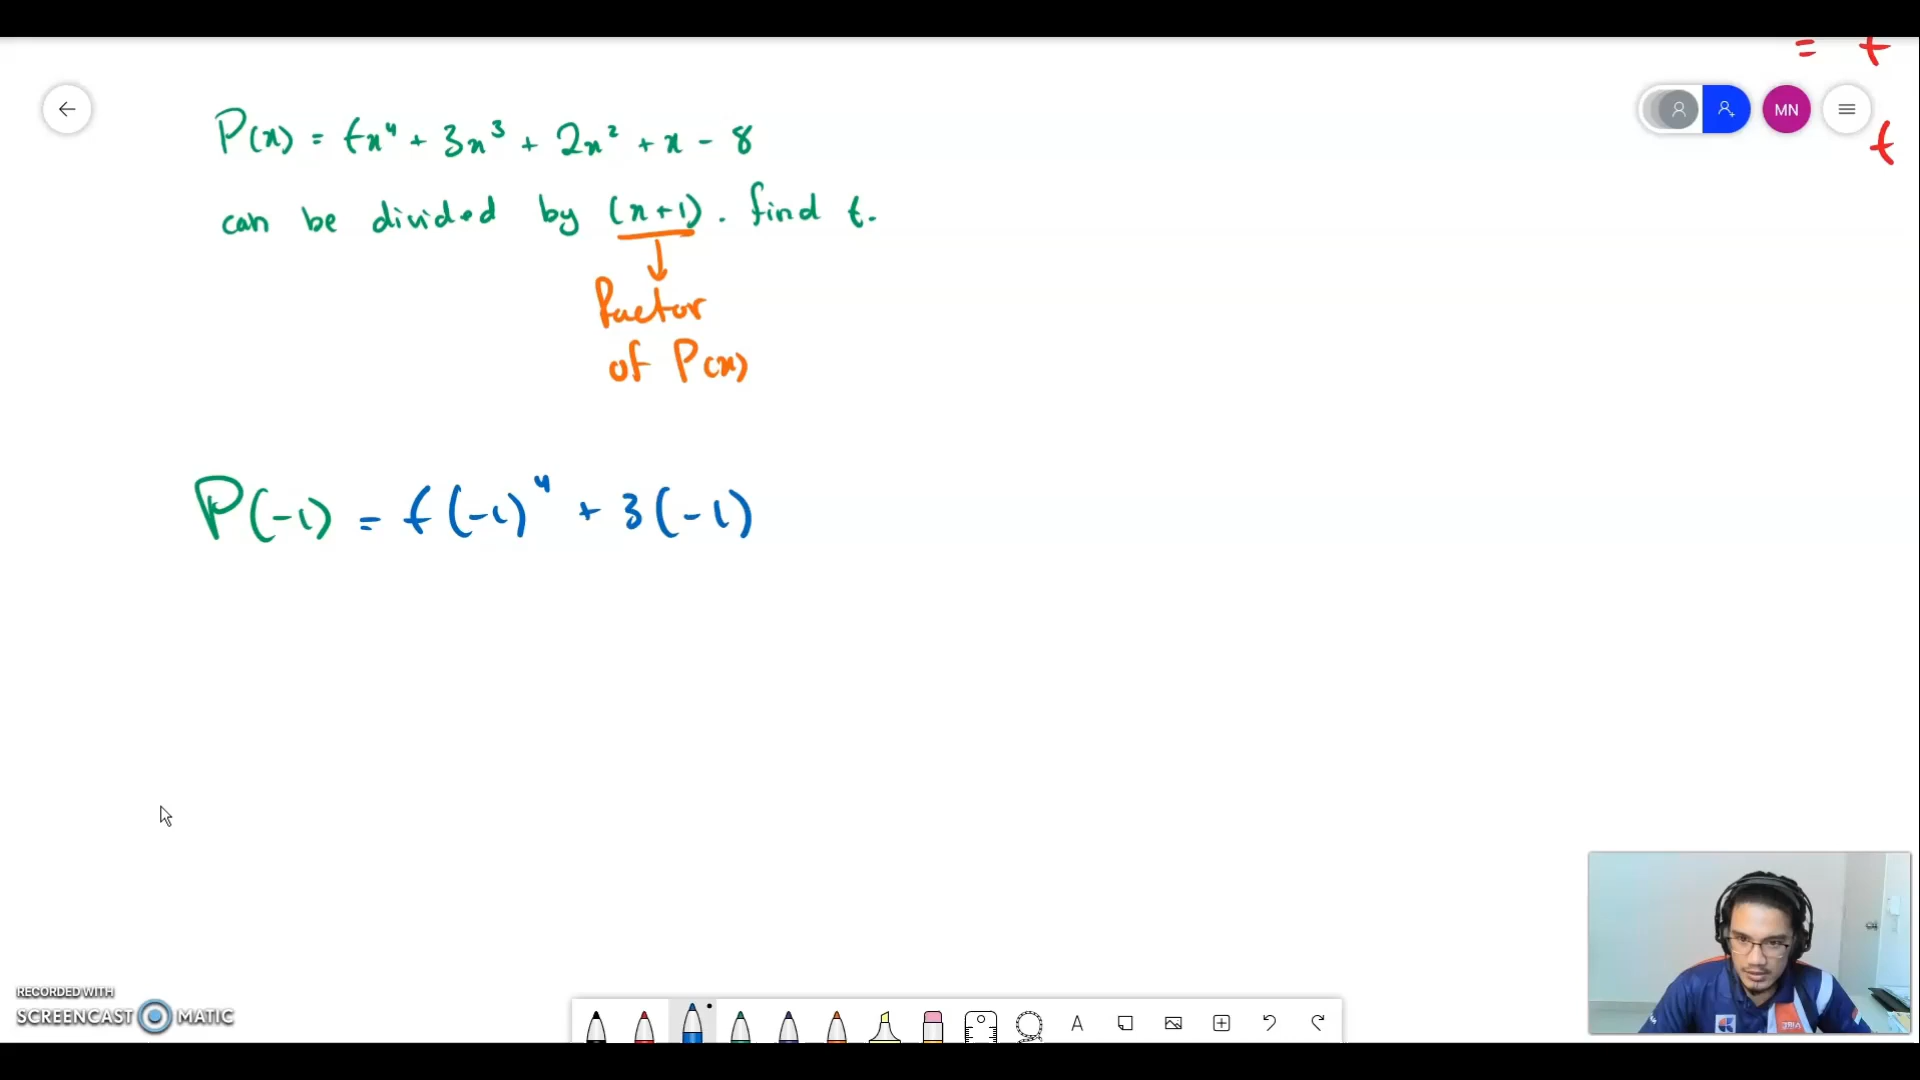 = t
MN
t
P(x) = tx⁴ + 3x³ + 2x² + x - 8
can be divided by (x+1). find t.
Factor
of P(x)
P(-1) = t(-1)⁴ + 3(-1)
RECORDED WITH
SCREENCAST MATIC
A